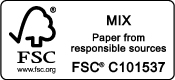 FSC
www.fsc.org
MIX
Paper from
responsible sources
FSC® C101537